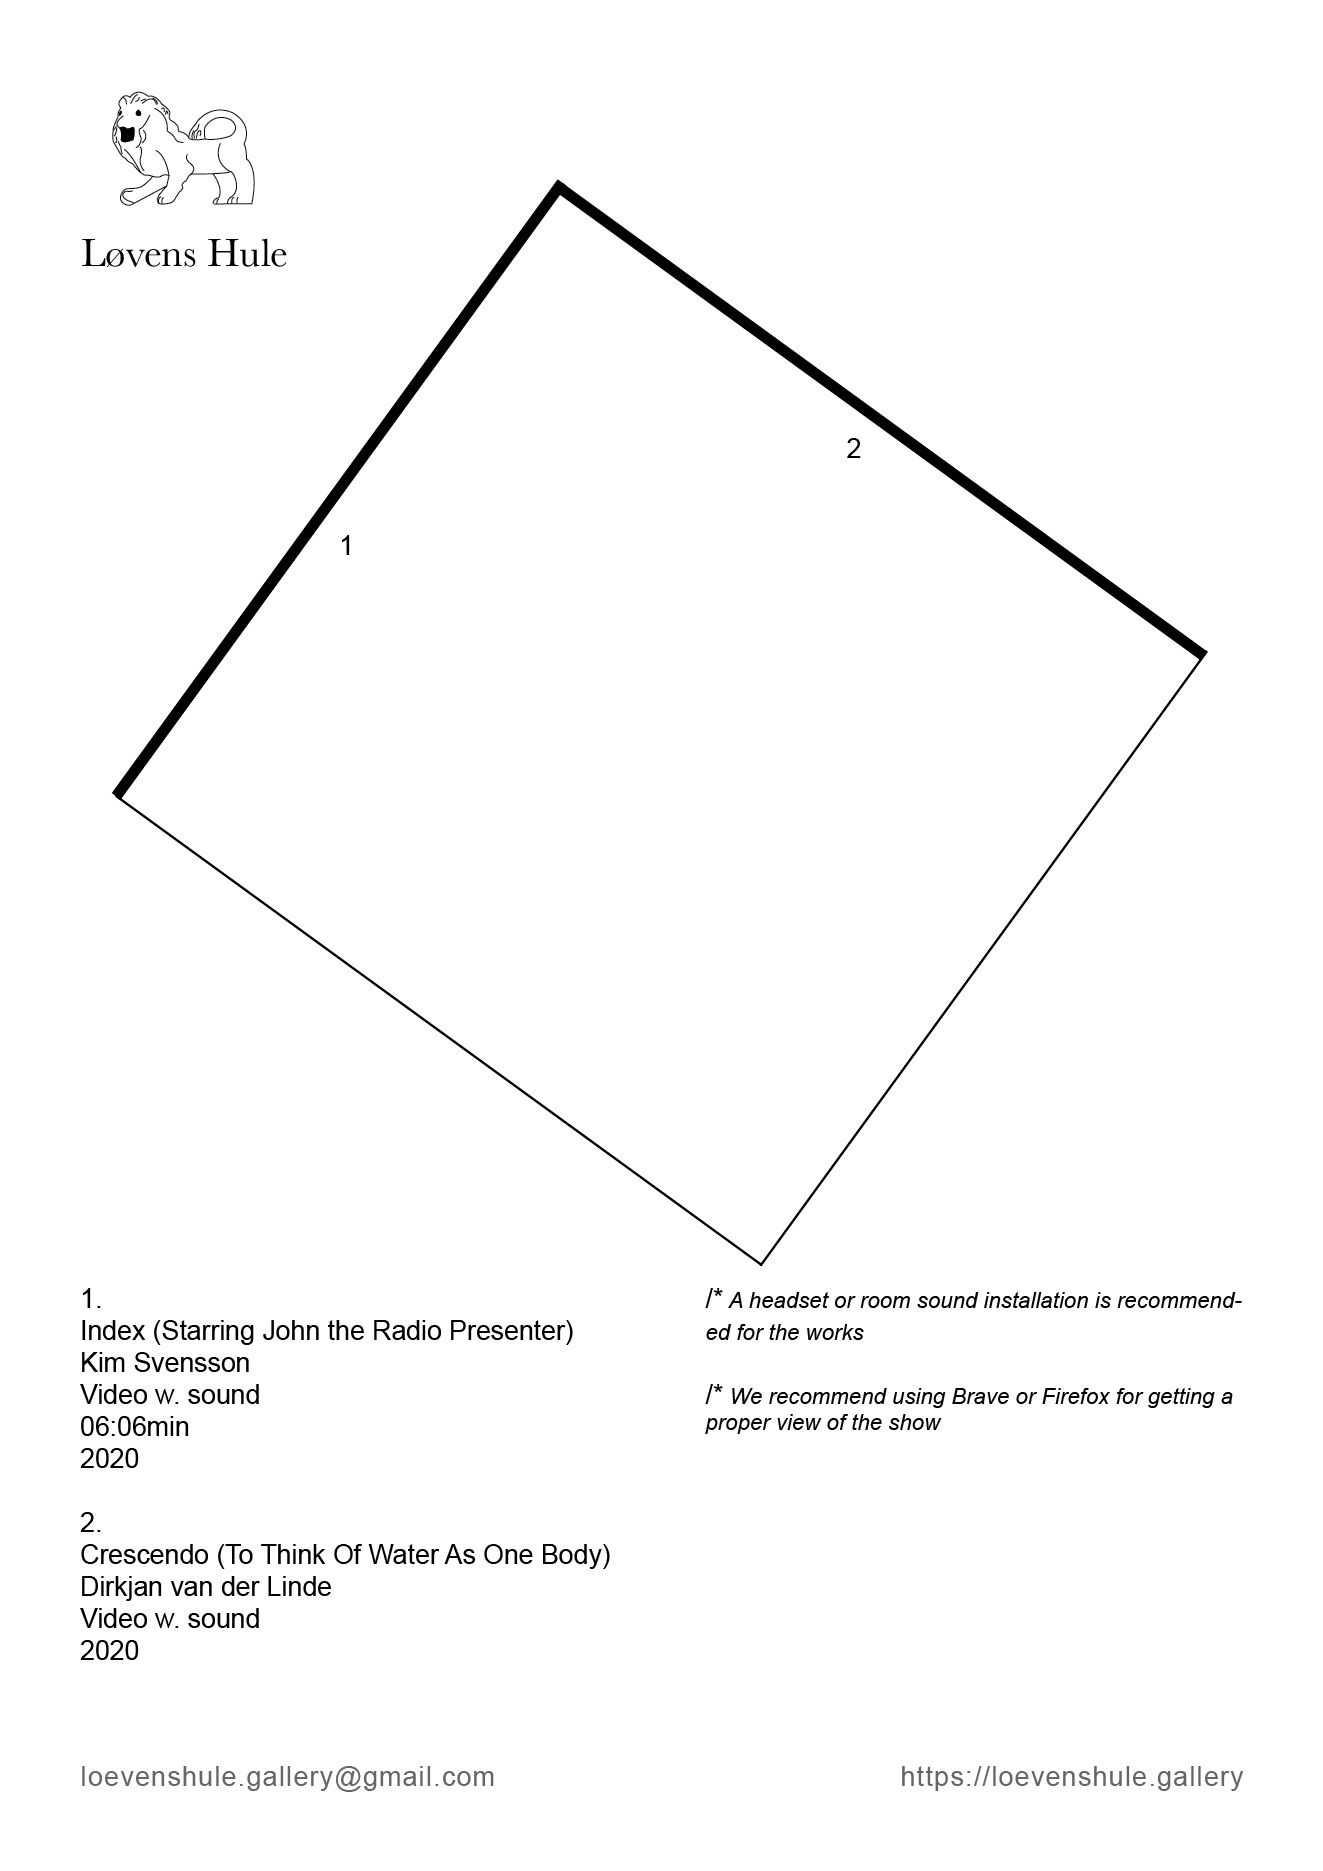 Løvens Hule
2
1
1.
Index (Starring John the Radio Presenter)
Kim Svensson
Video w. sound
06:06min
2020
2.
Crescendo (To Think Of Water As One Body)
Dirkjan van der Linde
Video w. sound
2020
/* A headset or room sound installation is recommend-
ed for the works
/* We recommend using Brave or Firefox for getting a
proper view of the show
loevenshule.gallery@gmail.com
https://loevenshule.gallery